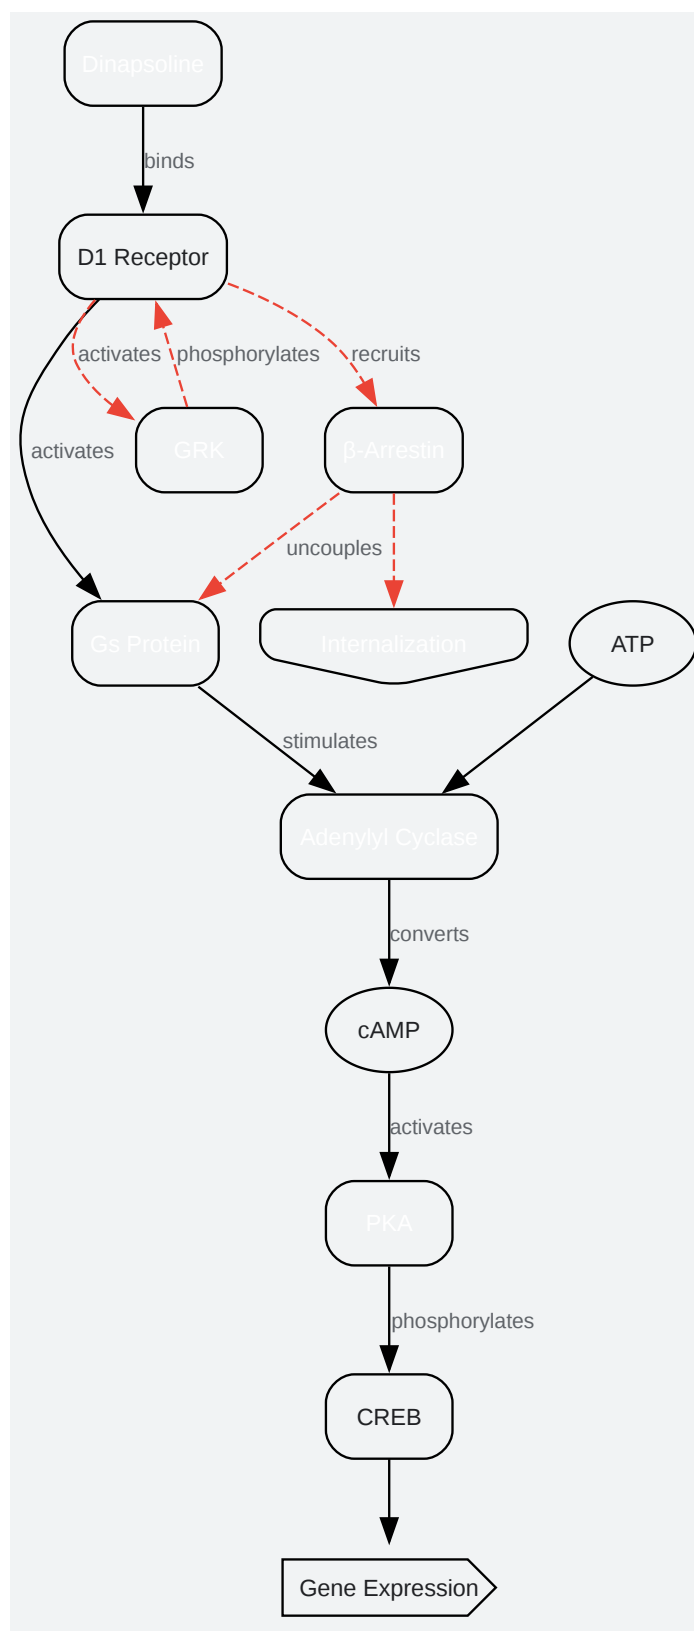 Dinapsoline
binds
D1 Receptor
activates
phosphorylates
recruits
activates
GRK
β-Arrestin
uncouples
Gs Protein
Internalization
ATP
stimulates
Adenylyl Cyclase
converts
cAMP
activates
PKA
phosphorylates
CREB
Gene Expression